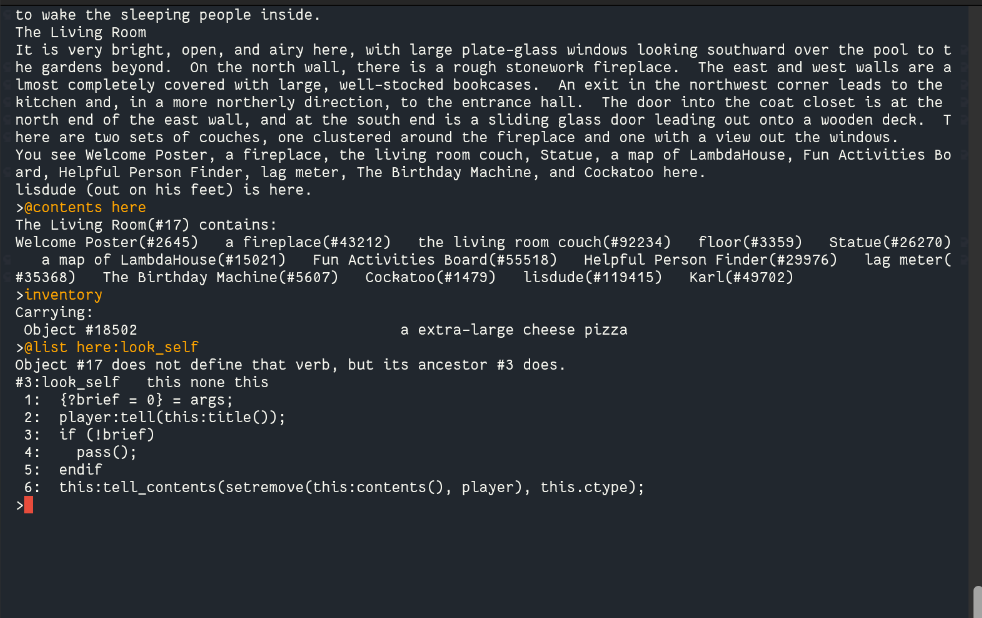 to wake the sleeping people inside.
The Living Room
It is very bright, open, and airy here, with large plate-glass windows looking southward over the pool to t
he gardens beyond.  On the north wall, there is a rough stonework fireplace.  The east and west walls are a
lmost completely covered with large, well-stocked bookcases.  An exit in the northwest corner leads to the
kitchen and, in a more northerly direction, to the entrance hall.  The door into the coat closet is at the
north end of the east wall, and at the south end is a sliding glass door leading out onto a wooden deck.  T
here are two sets of couches, one clustered around the fireplace and one with a view out the windows.
You see Welcome Poster, a fireplace, the living room couch, Statue, a map of LambdaHouse, Fun Activities Bo
ard, Helpful Person Finder, lag meter, The Birthday Machine, and Cockatoo here.
lisdude (out on his feet) is here.
>@contents here
The Living Room(#17) contains:
Welcome Poster(#2645)   a fireplace(#43212)   the living room couch(#92234)   floor(#3359)   Statue(#26270)
   a map of LambdaHouse(#15021)   Fun Activities Board(#55518)   Helpful Person Finder(#29976)   lag meter(
#35368)   The Birthday Machine(#5607)   Cockatoo(#1479)   lisdude(#119415)   Karl(#49702)
>inventory
Carrying:
 Object #18502                              a extra-large cheese pizza
>@list here:look_self
Object #17 does not define that verb, but its ancestor #3 does.
#3:look_self   this none this
 1:  {?brief = 0} = args;
 2:  player:tell(this:title());
 3:  if (!brief)
 4:    pass();
 5:  endif
 6:  this:tell_contents(setremove(this:contents(), player), this.ctype);
>